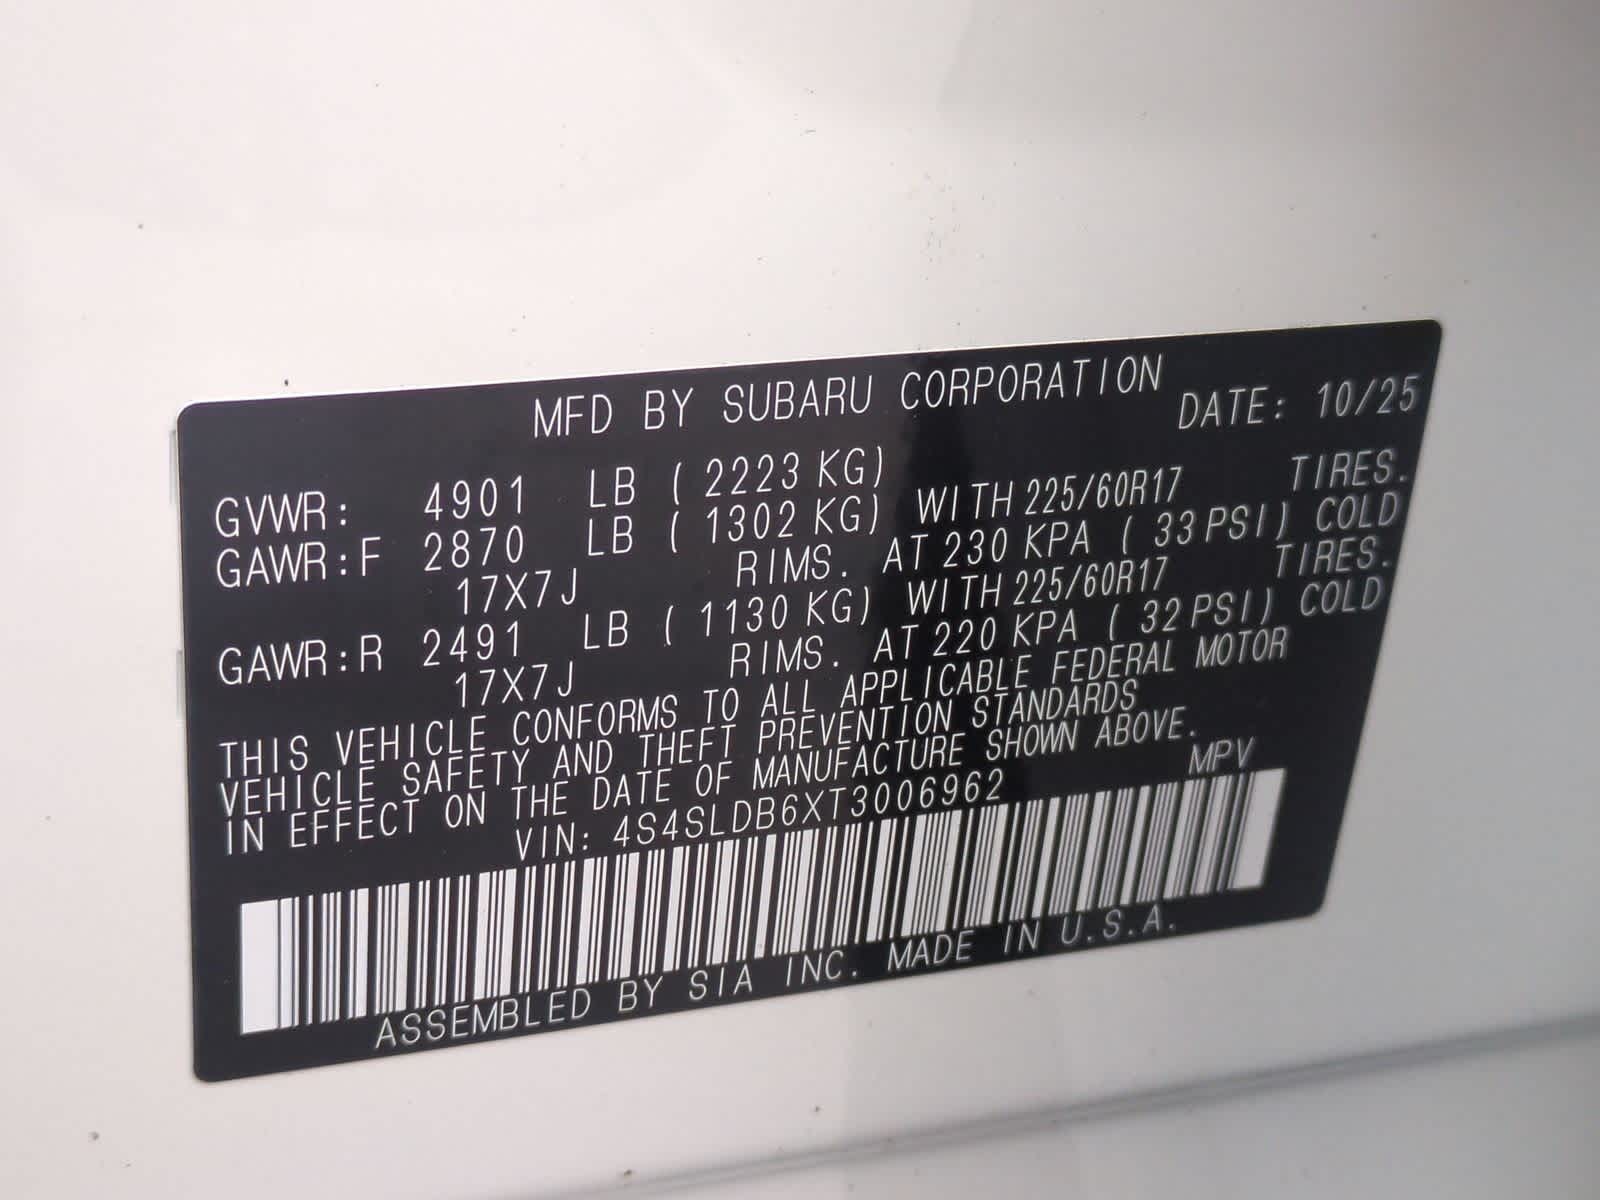 MFD BY SUBARU CORPORATION DATE: 10/25
GVWR: 4901 LB ( 2223 KG)
GAWR:F 2870 LB ( 1302 KG) WITH 225/60R17 TIRES.
17X7J RIMS. AT 230 KPA ( 33 PSI) COLD
GAWR:R 2491 LB ( 1130 KG) WITH 225/60R17 TIRES.
17X7J RIMS. AT 220 KPA ( 32 PSI) COLD
THIS VEHICLE CONFORMS TO ALL APPLICABLE FEDERAL MOTOR
VEHICLE SAFETY AND THEFT PREVENTION STANDARDS
IN EFFECT ON THE DATE OF MANUFACTURE SHOWN ABOVE.
VIN: 4S4SLDB6XT3006962 MPV
ASSEMBLED BY SIA INC. MADE IN U.S.A.